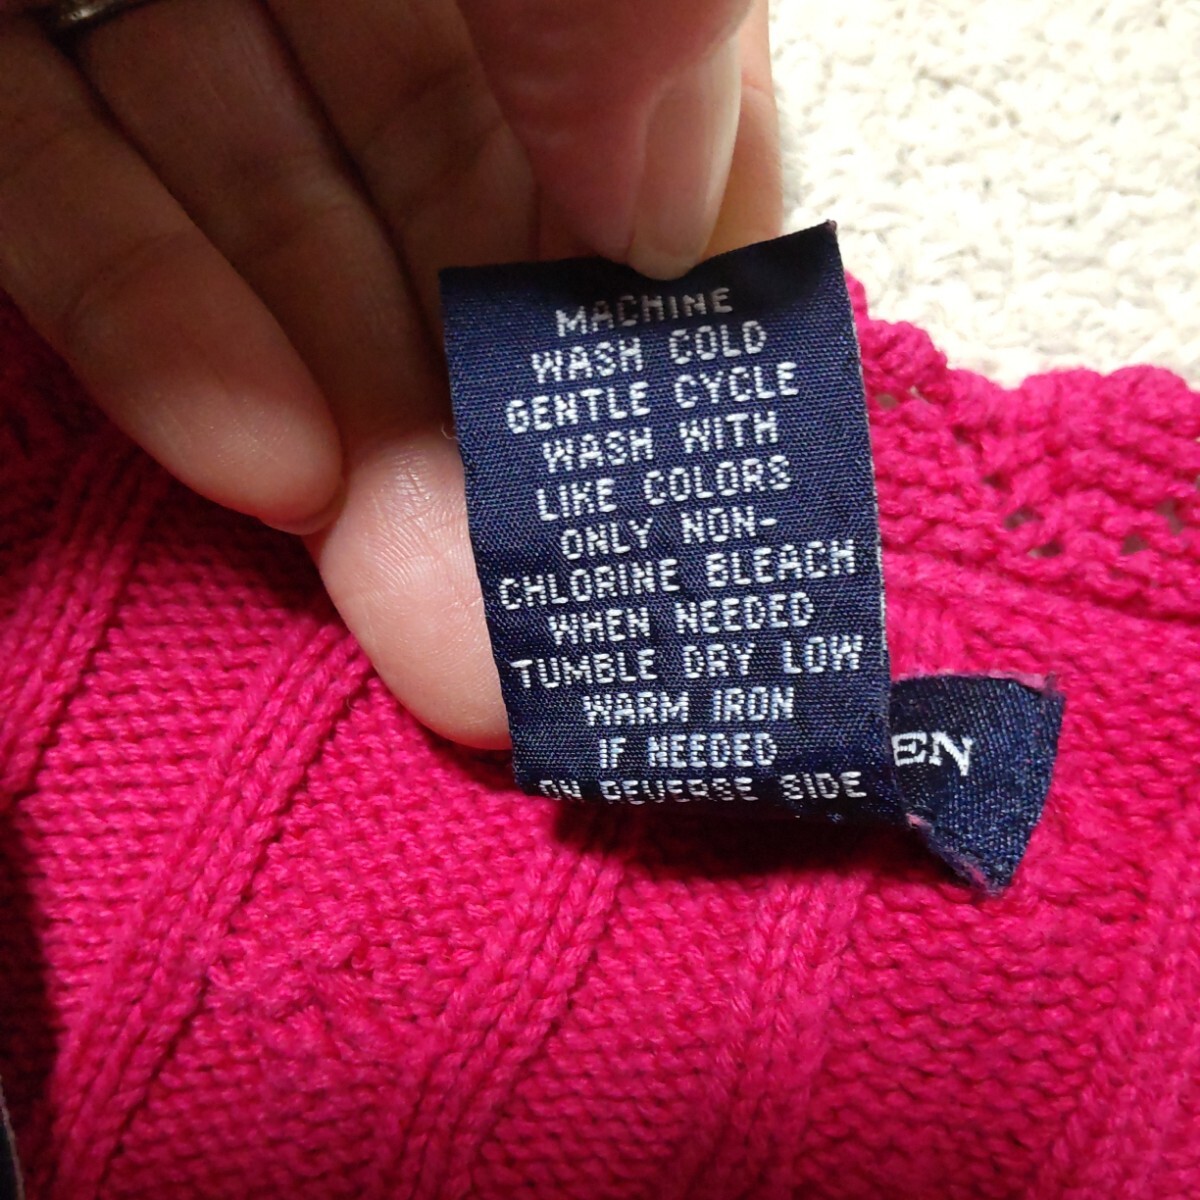 MACHINE
WASH COLD
GENTLE CYCLE
WASH WITH
LIKE COLORS
ONLY NON-
CHLORINE BLEACH
WHEN NEEDED
TUMBLE DRY LOW
WARM IRON
IF NEEDED
ON REVERSE SIDE
EN